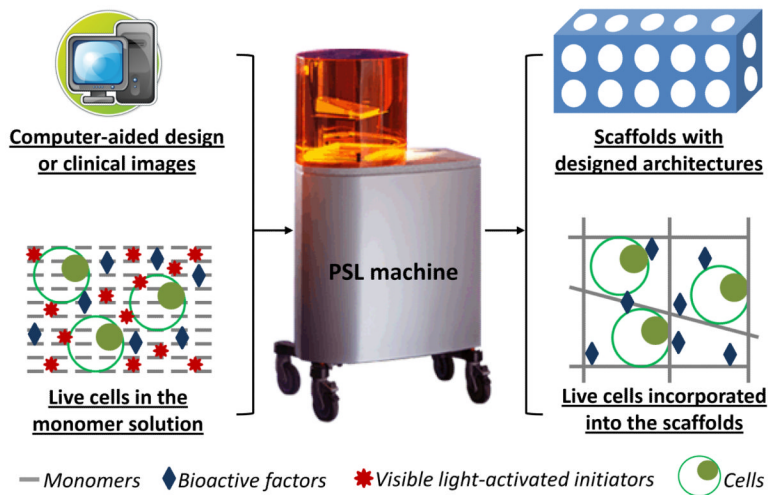 Computer-aided design
or clinical images
Live cells in the
monomer solution
PSL machine
Scaffolds with
designed architectures
Live cells incorporated
into the scaffolds
Monomers
Bioactive factors
Visible light-activated initiators
Cells